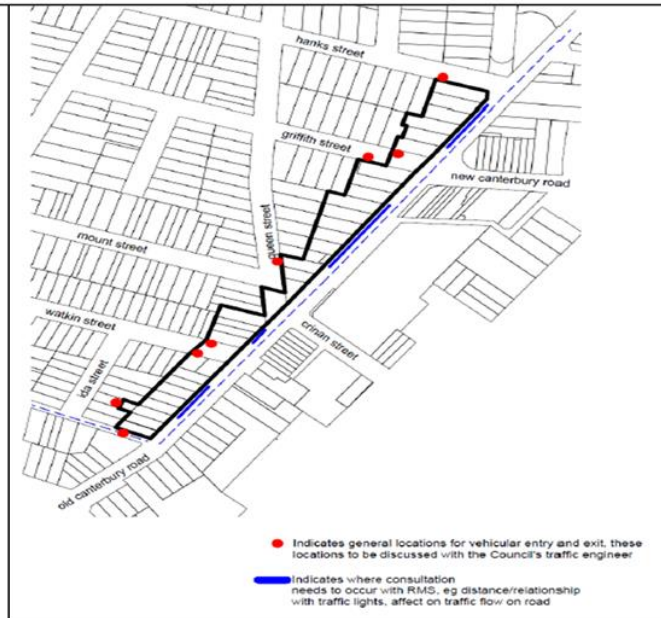 hanks street
griffith street
new canterbury road
queen street
mount street
watkin street
crinan street
ida street
old canterbury road
Indicates general locations for vehicular entry and exit, these
locations to be discussed with the Council's traffic engineer
Indicates where consultation
needs to occur with RMS, eg distance/relationship
with traffic lights, affect on traffic flow on road